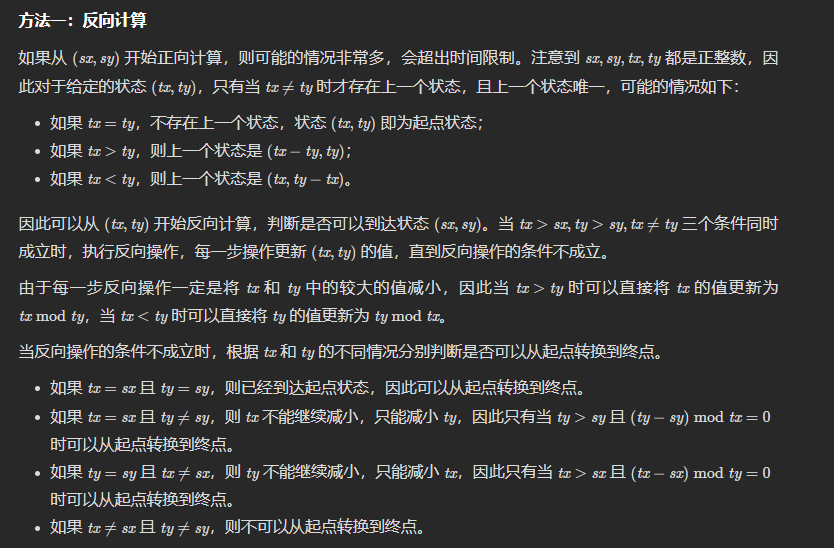 方法一：反向计算
如果从 (sx, sy) 开始正向计算，则可能的情况非常多，会超出时间限制。注意到 sx, sy, tx, ty 都是正整数，因
此对于给定的状态 (tx, ty)，只有当 tx ≠ ty 时才存在上一个状态，且上一个状态唯一，可能的情况如下：
• 如果 tx = ty，不存在上一个状态，状态 (tx, ty) 即为起点状态；
• 如果 tx > ty，则上一个状态是 (tx − ty, ty)；
• 如果 tx < ty，则上一个状态是 (tx, ty − tx)。
因此可以从 (tx, ty) 开始反向计算，判断是否可以到达状态 (sx, sy)。当 tx > sx, ty > sy, tx ≠ ty 三个条件同时
成立时，执行反向操作，每一步操作更新 (tx, ty) 的值，直到反向操作的条件不成立。
由于每一步反向操作一定是将 tx 和 ty 中的较大的值减小，因此当 tx > ty 时可以直接将 tx 的值更新为
tx mod ty，当 tx < ty 时可以直接将 ty 的值更新为 ty mod tx。
当反向操作的条件不成立时，根据 tx 和 ty 的不同情况分别判断是否可以从起点转换到终点。
• 如果 tx = sx 且 ty = sy，则已经到达起点状态，因此可以从起点转换到终点。
• 如果 tx = sx 且 ty ≠ sy，则 tx 不能继续减小，只能减小 ty，因此只有当 ty > sy 且 (ty − sy) mod tx = 0
时可以从起点转换到终点。
• 如果 ty = sy 且 tx ≠ sx，则 ty 不能继续减小，只能减小 tx，因此只有当 tx > sx 且 (tx − sx) mod ty = 0
时可以从起点转换到终点。
• 如果 tx ≠ sx 且 ty ≠ sy，则不可以从起点转换到终点。